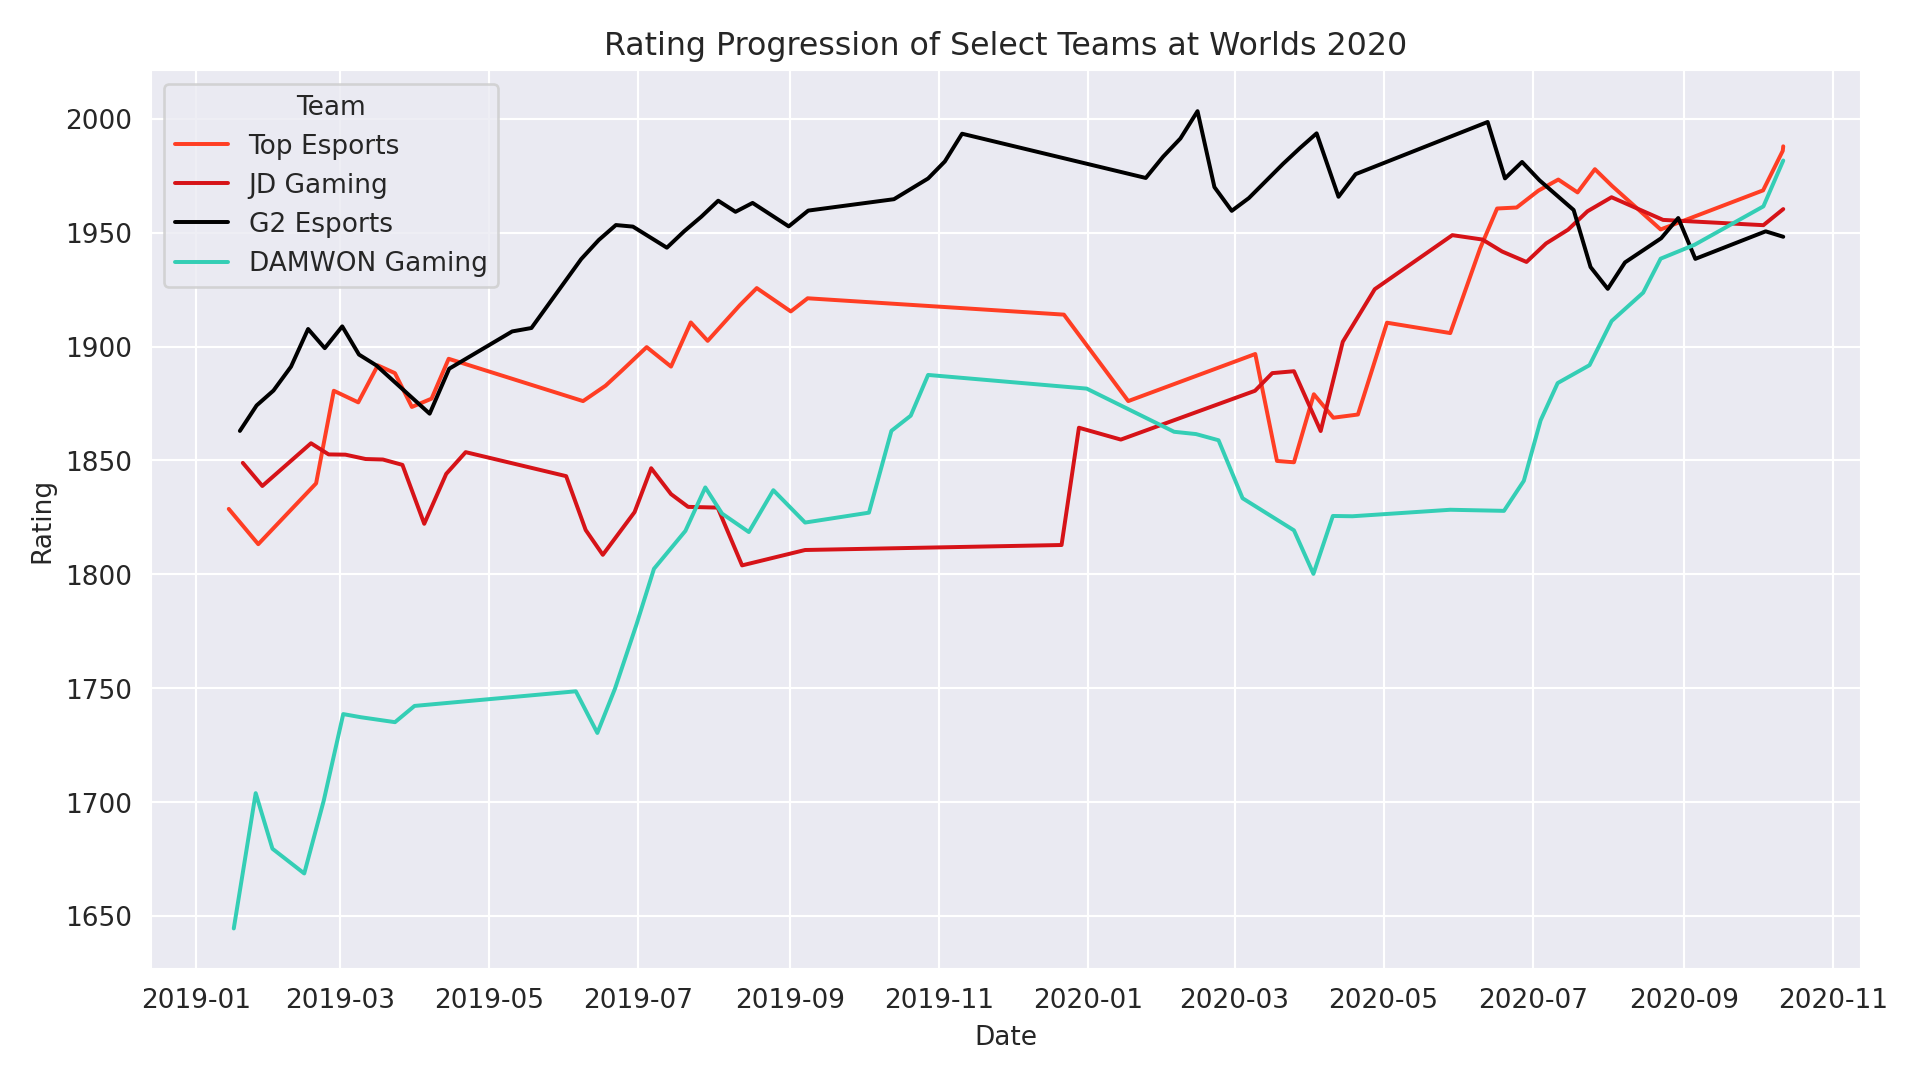 Rating Progression of Select Teams at Worlds 2020
Team
Top Esports
JD Gaming
G2 Esports
DAMWON Gaming
2000
1950
1900
1850
1800
1750
1700
1650
Rating
2019-01 2019-03 2019-05 2019-07 2019-09 2019-11 2020-01 2020-03 2020-05 2020-07 2020-09 2020-11
Date